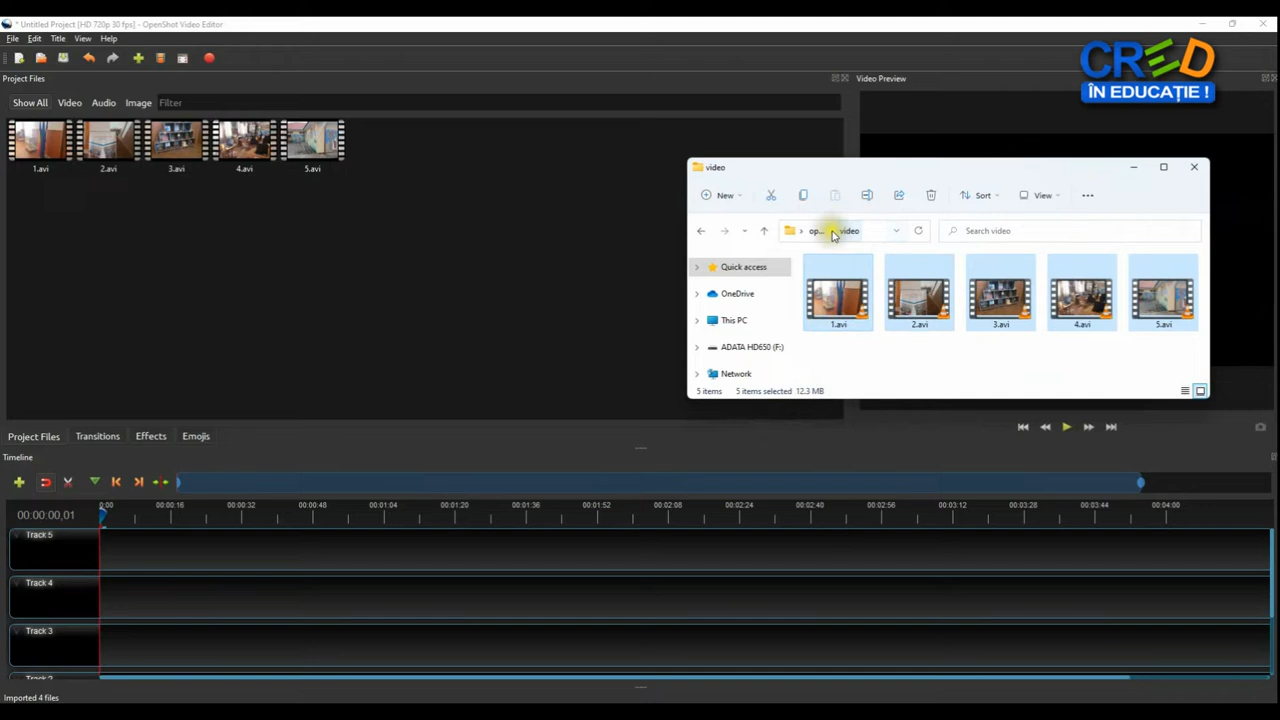 * Untitled Project [HD 720p 30 fps] - OpenShot Video Editor
File Edit Title View Help
CRED
ÎN EDUCAȚIE !
Project Files
Video Preview
Show All Video Audio Image Filter
1.avi 2.avi 3.avi 4.avi 5.avi
video
New
Sort
View
op... video
Search video
Quick access
OneDrive
This PC
ADATA HD650 (F:)
Network
1.avi 2.avi 3.avi 4.avi 5.avi
5 items 5 items selected 12.3 MB
Project Files Transitions Effects Emojis
Timeline
00:00:00,01
0:00 00:00:16 00:00:32 00:00:48 00:01:04 00:01:20 00:01:36 00:01:52 00:02:08 00:02:24 00:02:40 00:02:56 00:03:12 00:03:28 00:03:44 00:04:00
Track 5
Track 4
Track 3
Track 2
Imported 4 files